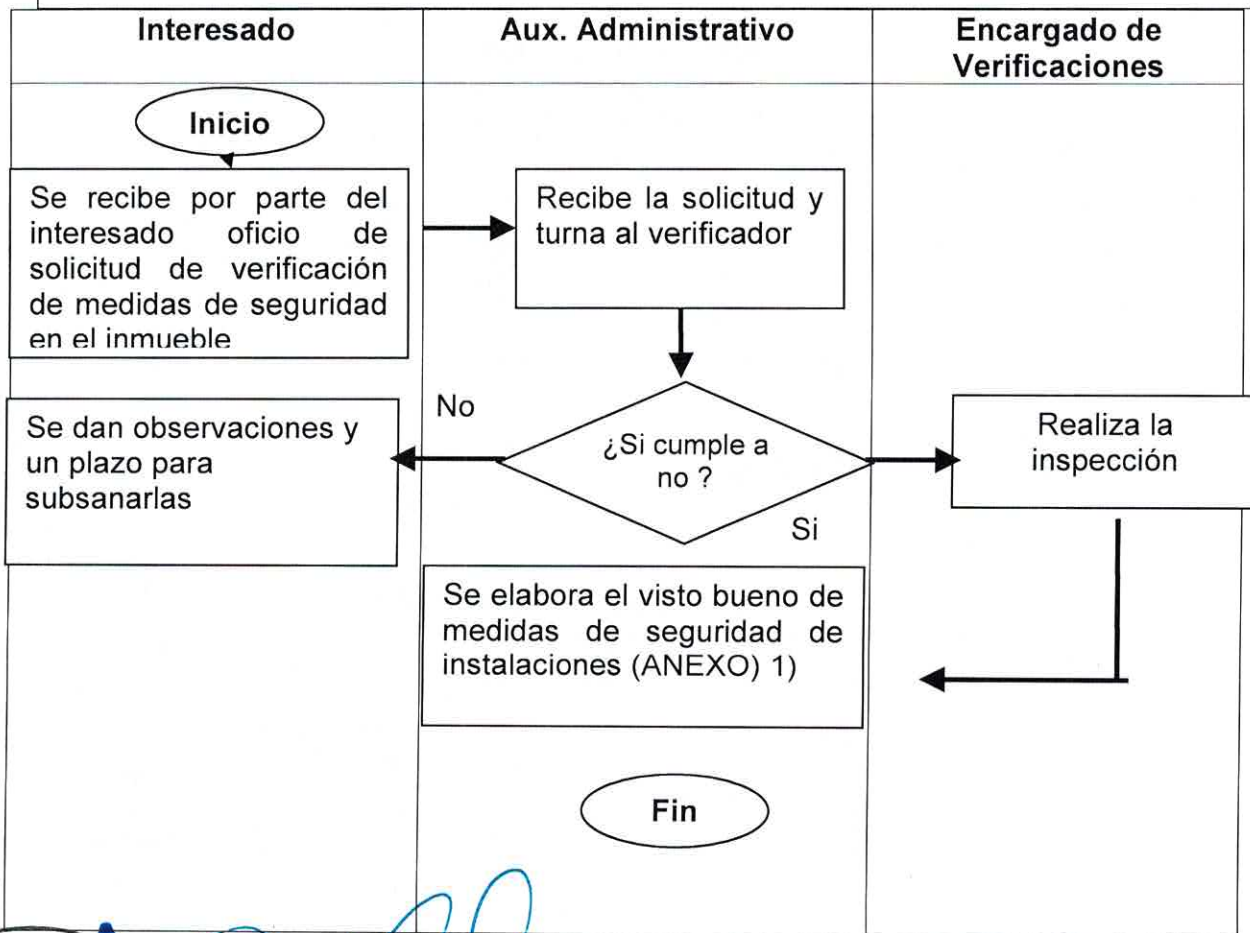 Interesado
Aux. Administrativo
Encargado de
Verificaciones
Inicio
Se recibe por parte del
interesado oficio de
solicitud de verificación
de medidas de seguridad
en el inmueble
Recibe la solicitud y
turna al verificador
No
¿Si cumple a
no ?
Si
Se dan observaciones y
un plazo para
subsanarlas
Realiza la
inspección
Se elabora el visto bueno de
medidas de seguridad de
instalaciones (ANEXO) 1)
Fin